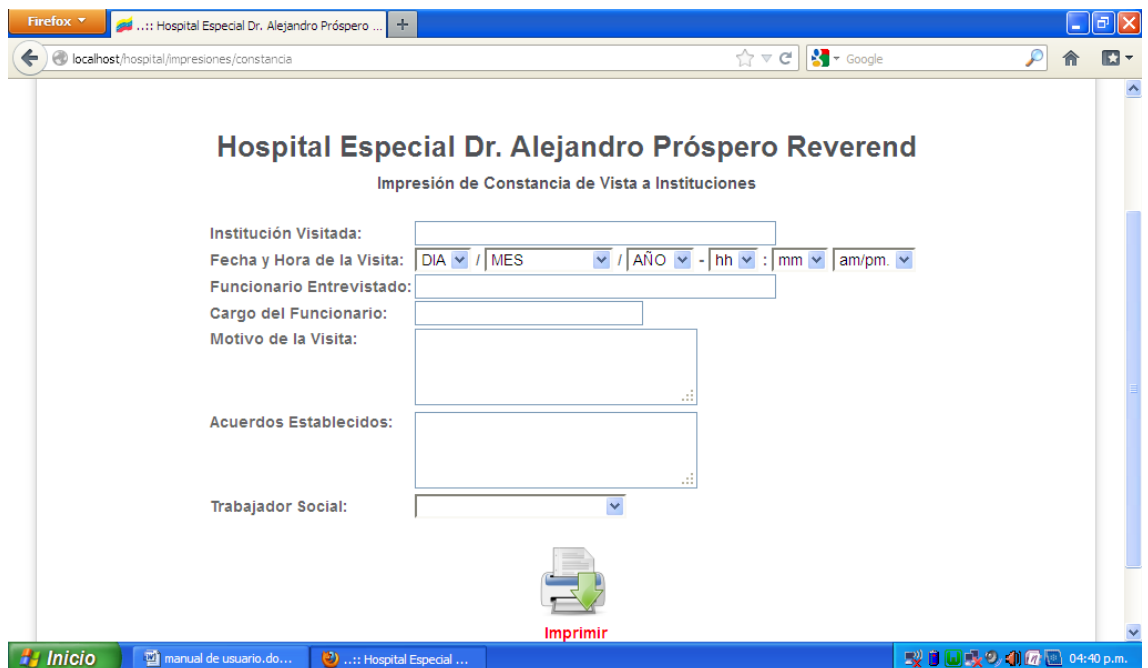 Firefox
..:: Hospital Especial Dr. Alejandro Próspero ...
localhost/hospital/impresiones/constancia
Google
Hospital Especial Dr. Alejandro Próspero Reverend
Impresión de Constancia de Vista a Instituciones
Institución Visitada:
Fecha y Hora de la Visita: DIA / MES / AÑO - hh : mm am/pm.
Funcionario Entrevistado:
Cargo del Funcionario:
Motivo de la Visita:
Acuerdos Establecidos:
Trabajador Social:
Imprimir
Inicio manual de usuario.do... ..:: Hospital Especial ... 04:40 p.m.